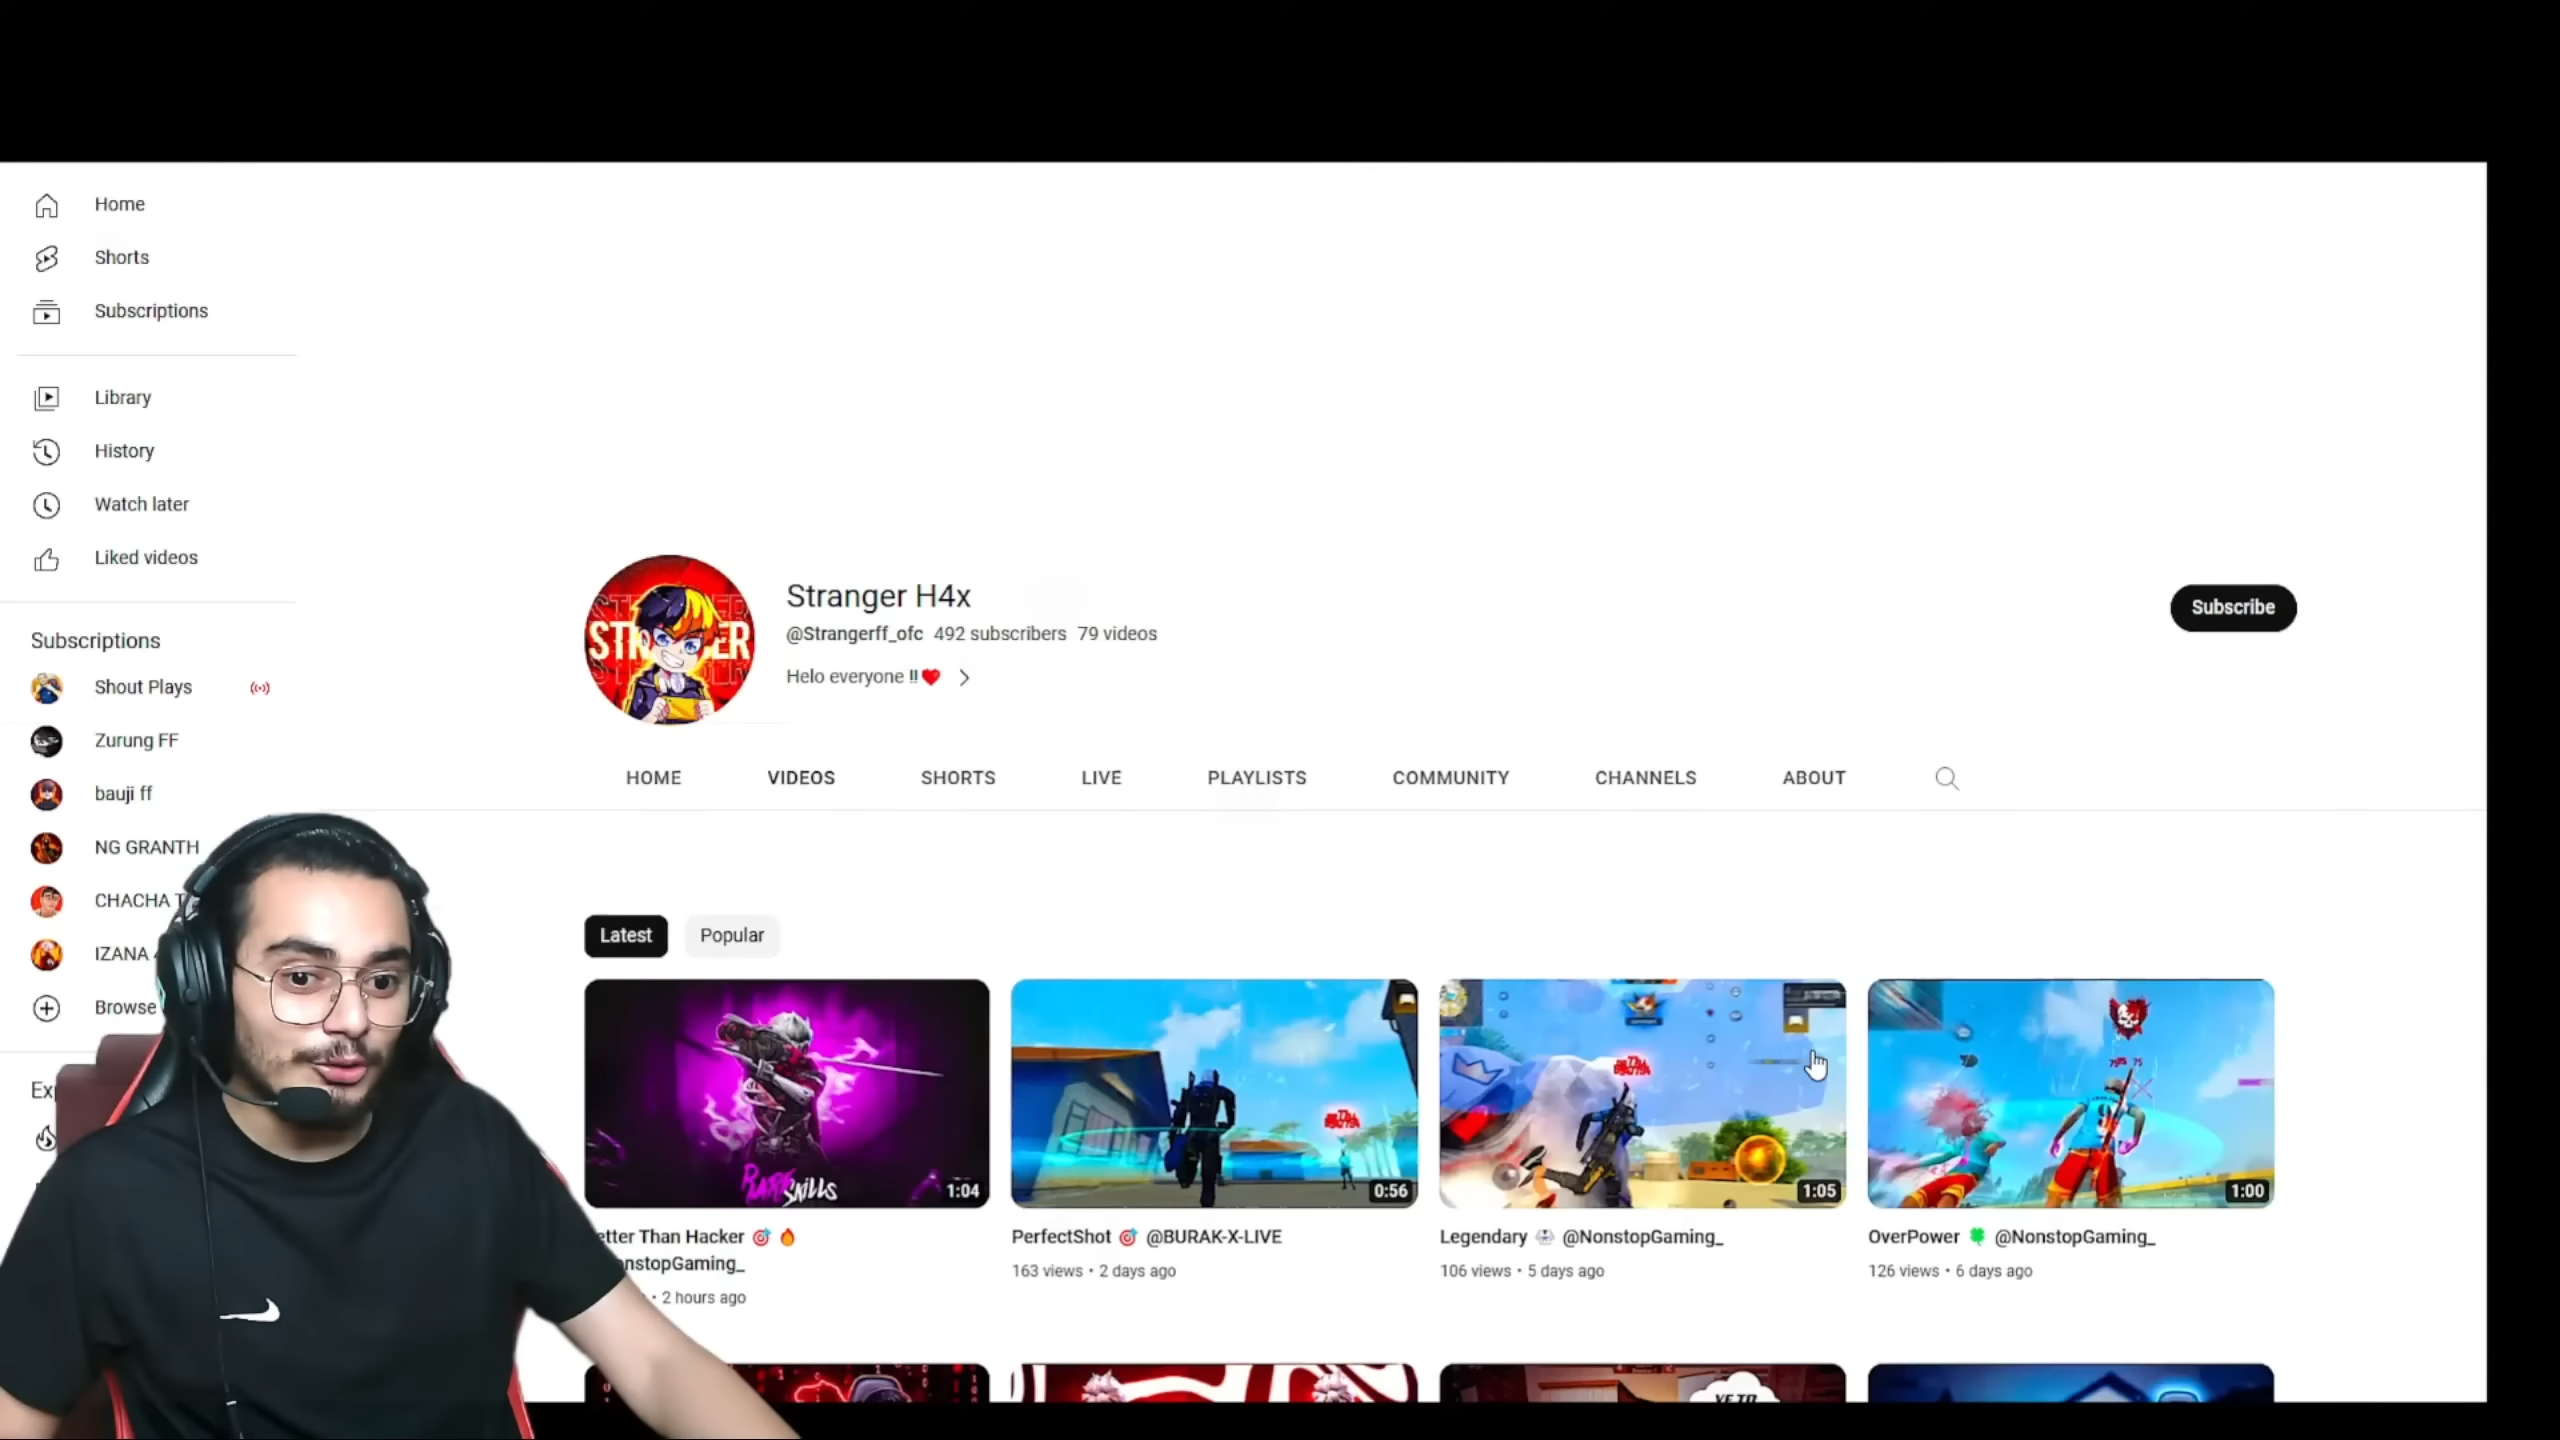 Home
Shorts
Subscriptions
Library
History
Watch later
Liked videos
Subscriptions
Shout Plays
Zurung FF
bauji ff
NG GRANTH
CHACHA
IZANA
Browse
Stranger H4x
@Strangerff_ofc 492 subscribers 79 videos
Helo everyone !!❤️
Subscribe
HOME VIDEOS SHORTS LIVE PLAYLISTS COMMUNITY CHANNELS ABOUT
Latest Popular
RARE SKILLS
1:04
0:56
1:05
1:00
Than Hacker 🎯 🔥
2 hours ago
PerfectShot 🎯 @BURAK-X-LIVE
163 views • 2 days ago
Legendary @NonstopGaming_
106 views • 5 days ago
OverPower 🍀 @NonstopGaming_
126 views • 6 days ago